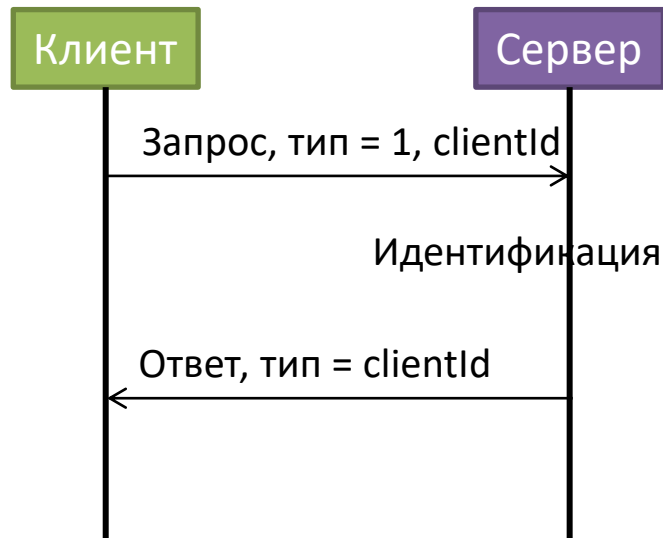 Клиент
Сервер
Запрос, тип = 1, clientId
Идентификация
Ответ, тип = clientId